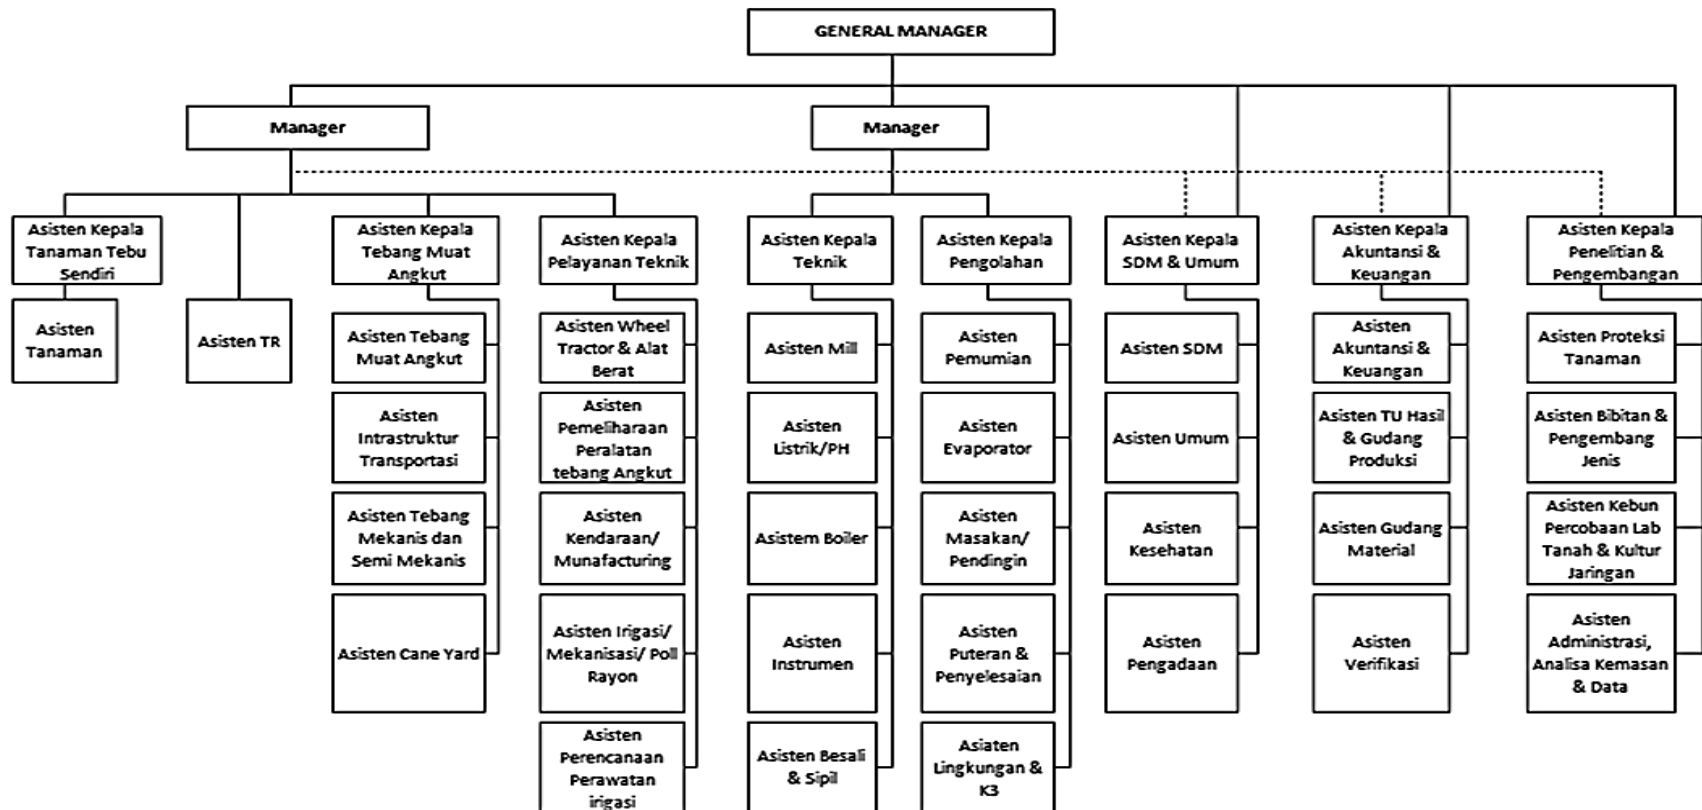 GENERAL MANAGER
Manager
Manager
Asisten Kepala
Tanaman Tebu
Sendiri
Asisten Kepala
Tebang Muat
Angkut
Asisten Kepala
Pelayanan Teknik
Asisten Kepala
Teknik
Asisten Kepala
Pengolahan
Asisten Kepala
SDM & Umum
Asisten Kepala
Akuntansi &
Keuangan
Asisten Kepala
Penelitian &
Pengembangan
Asisten
Tanaman
Asisten TR
Asisten Tebang
Muat Angkut
Asisten Wheel
Tractor & Alat
Berat
Asisten Mill
Asisten
Pemumian
Asisten SDM
Asisten
Akuntansi &
Keuangan
Asisten Proteksi
Tanaman
Asisten
Intrastruktur
Transportasi
Asisten
Pemeliharaan
Peralatan
tebang Angkut
Asisten
Listrik/PH
Asisten
Evaporator
Asisten Umum
Asisten TU Hasil
& Gudang
Produksi
Asisten Bibitan &
Pengembang
Jenis
Asisten Tebang
Mekanis dan
Semi Mekanis
Asisten
Kendaraan/
Munafacturing
Asistem Boiler
Asisten
Masakan/
Pendingin
Asisten
Kesehatan
Asisten Gudang
Material
Asisten Kebun
Percobaan Lab
Tanah & Kultur
Jaringan
Asisten Cane Yard
Asisten Irigasi/
Mekanisasi/ Poll
Rayon
Asisten
Instrumen
Asisten
Puteran &
Penyelesaian
Asisten
Pengadaan
Asisten
Verifikasi
Asisten
Administrasi,
Analisa Kemasan
& Data
Asisten
Perencanaan
Perawatan
irigasi
Asisten Besali
& Sipil
Asiaten
Lingkungan &
K3